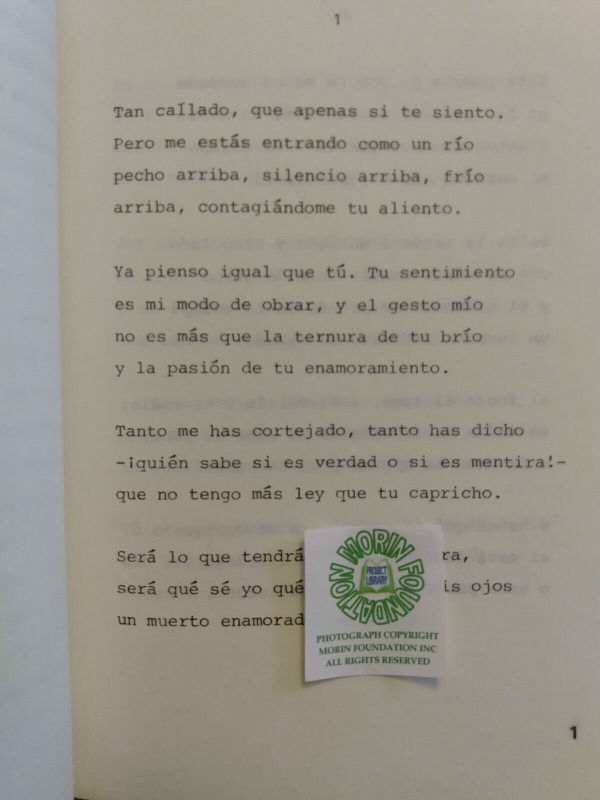 1
Tan callado, que apenas si te siento.
Pero me estás entrando como un río
pecho arriba, silencio arriba, frío
arriba, contagiándome tu aliento.
Ya pienso igual que tú. Tu sentimiento
es mi modo de obrar, y el gesto mío
no es más que la ternura de tu brío
y la pasión de tu enamoramiento.
Tanto me has cortejado, tanto has dicho
-¡quién sabe si es verdad o si es mentira!-
que no tengo más ley que tu capricho.
Será lo que tendrá ra,
será qué sé yo qué is ojos
un muerto enamorad
MORIN FOUNDATION
PROJECT
LIBRARY
PHOTOGRAPH COPYRIGHT
MORIN FOUNDATION INC
ALL RIGHTS RESERVED
1